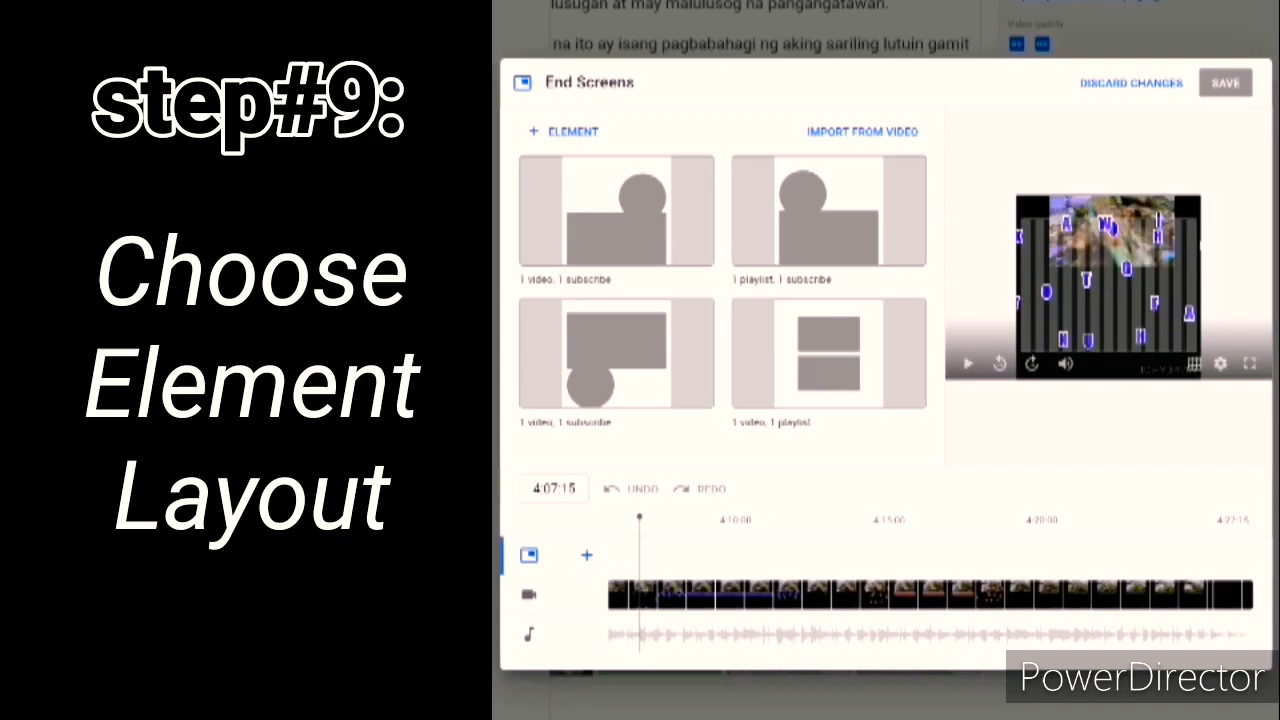 step#9:
Choose
Element
Layout
lusugan at may malulusog na pangangatawan.
na ito ay isang pagbabahagi ng aking sariling lutuin gamit
Video quality
End Screens
DISCARD CHANGES
SAVE
+ ELEMENT
IMPORT FROM VIDEO
1 video, 1 subscribe
1 playlist, 1 subscribe
1 video, 1 subscribe
1 video, 1 playlist
4:07:15
UNDO
REDO
4:10:00
4:15:00
4:20:00
4:27:15
PowerDirector